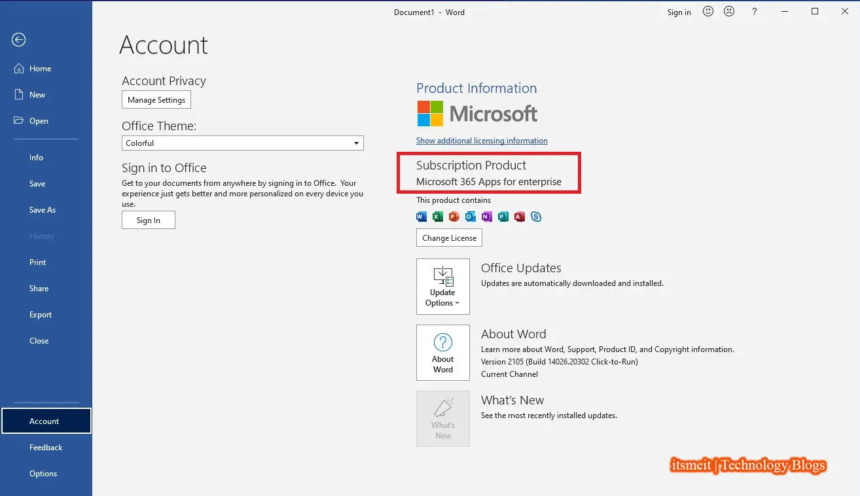 Document1 - Word
Sign in
?
Account
Home
New
Open
Info
Save
Save As
History
Print
Share
Export
Close
Account
Feedback
Options
Account Privacy
Manage Settings
Office Theme:
Colorful
Sign in to Office
Get to your documents from anywhere by signing in to Office. Your
experience just gets better and more personalized on every device you
use.
Sign In
Product Information
Microsoft
Show additional licensing information
Subscription Product
Microsoft 365 Apps for enterprise
This product contains
Change License
Update
Options
Office Updates
Updates are automatically downloaded and installed.
About
Word
About Word
Learn more about Word, Support, Product ID, and Copyright information.
Version 2105 (Build 14026.20302 Click-to-Run)
Current Channel
What's
New
What's New
See the most recently installed updates.
itsmeit | Technology Blogs